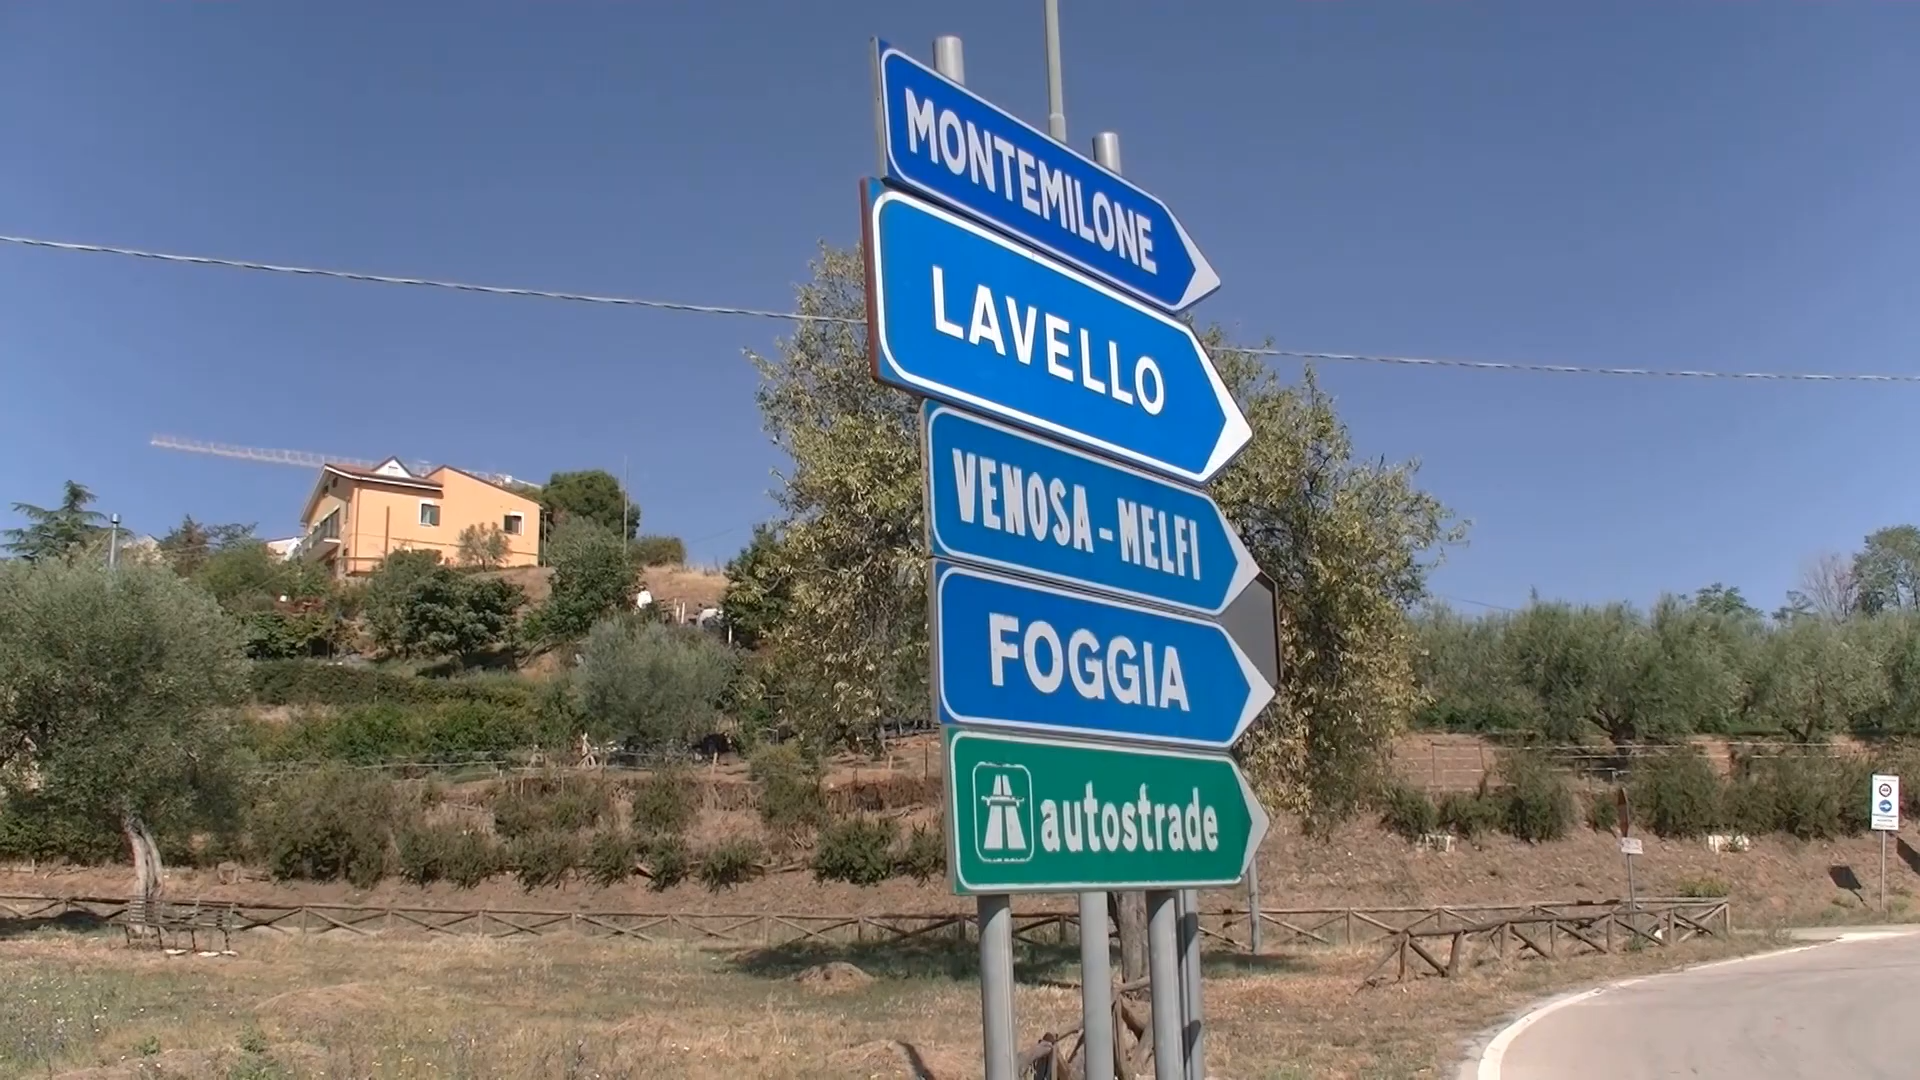 MONTEMILONE
LAVELLO
VENOSA-MELFI
FOGGIA
autostrade